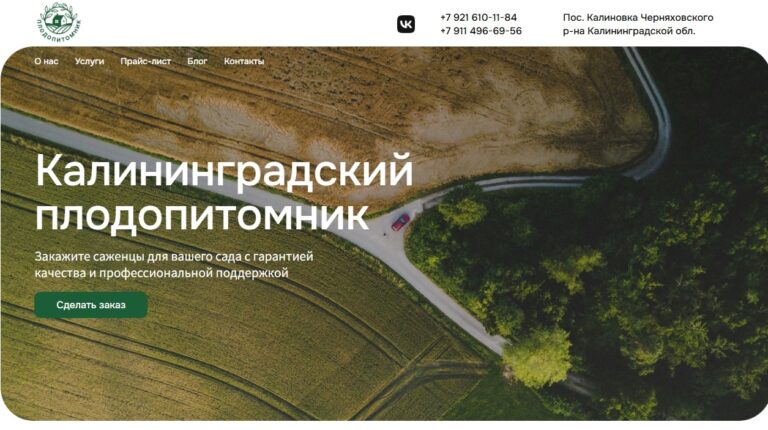 ПЛОДОПИТОМНИК
+7 921 610-11-84
+7 911 496-69-56
Пос. Калиновка Черняховского
р-на Калининградской обл.
О нас Услуги Прайс-лист Блог Контакты
Калининградский
плодопитомник
Закажите саженцы для вашего сада с гарантией
качества и профессиональной поддержкой
Сделать заказ